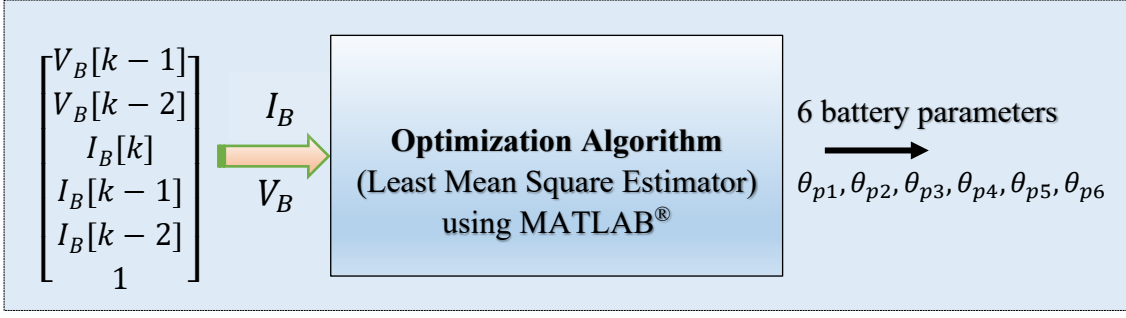 V_B[k − 1]
V_B[k − 2]
I_B[k]
I_B[k − 1]
I_B[k − 2]
1
I_B
V_B
Optimization Algorithm
(Least Mean Square Estimator)
using MATLAB®
6 battery parameters
θ_p1, θ_p2, θ_p3, θ_p4, θ_p5, θ_p6